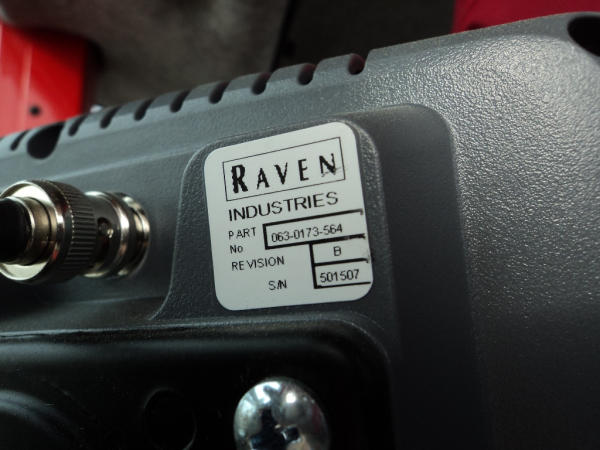 RAVEN
INDUSTRIES
PART No 063-0173-564
REVISION B
S/N 501507